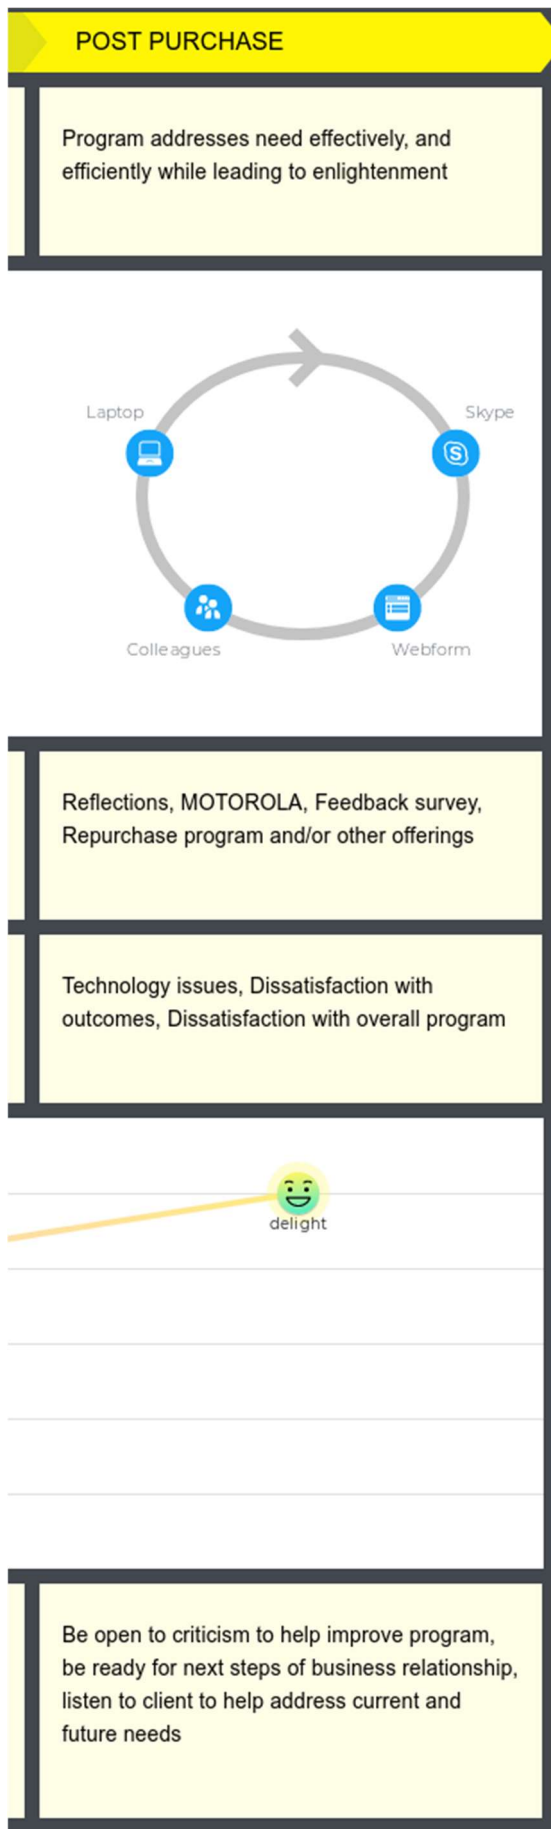 POST PURCHASE
Program addresses need effectively, and
efficiently while leading to enlightenment
Laptop
Skype
Colleagues
Webform
Reflections, MOTOROLA, Feedback survey,
Repurchase program and/or other offerings
Technology issues, Dissatisfaction with
outcomes, Dissatisfaction with overall program
delight
Be open to criticism to help improve program,
be ready for next steps of business relationship,
listen to client to help address current and
future needs